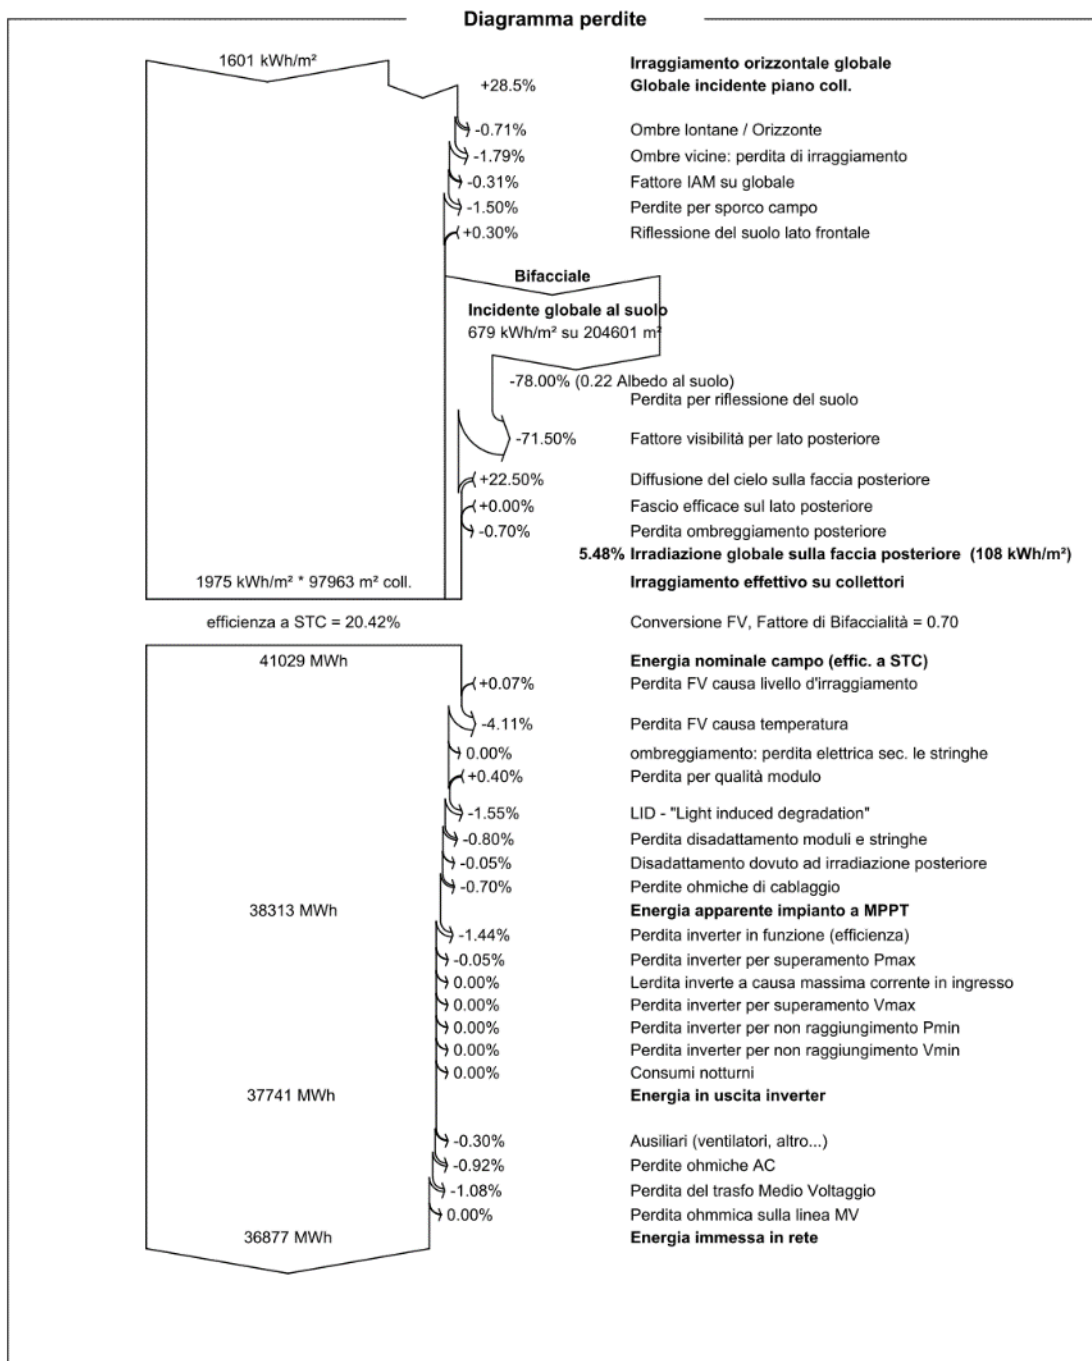 Diagramma perdite
1601 kWh/m² Irraggiamento orizzontale globale
+28.5% Globale incidente piano coll.
-0.71% Ombre lontane / Orizzonte
-1.79% Ombre vicine: perdita di irraggiamento
-0.31% Fattore IAM su globale
-1.50% Perdite per sporco campo
+0.30% Riflessione del suolo lato frontale
Bifacciale
Incidente globale al suolo
679 kWh/m² su 204601 m²
-78.00% (0.22 Albedo al suolo)
Perdita per riflessione del suolo
-71.50% Fattore visibilità per lato posteriore
+22.50% Diffusione del cielo sulla faccia posteriore
+0.00% Fascio efficace sul lato posteriore
-0.70% Perdita ombreggiamento posteriore
5.48% Irradiazione globale sulla faccia posteriore (108 kWh/m²)
1975 kWh/m² * 97963 m² coll. Irraggiamento effettivo su collettori
efficienza a STC = 20.42% Conversione FV, Fattore di Bifaccialità = 0.70
41029 MWh Energia nominale campo (effic. a STC)
+0.07% Perdita FV causa livello d'irraggiamento
-4.11% Perdita FV causa temperatura
0.00% ombreggiamento: perdita elettrica sec. le stringhe
+0.40% Perdita per qualità modulo
-1.55% LID - "Light induced degradation"
-0.80% Perdita disadattamento moduli e stringhe
-0.05% Disadattamento dovuto ad irradiazione posteriore
-0.70% Perdite ohmiche di cablaggio
38313 MWh Energia apparente impianto a MPPT
-1.44% Perdita inverter in funzione (efficienza)
-0.05% Perdita inverter per superamento Pmax
0.00% Lerdita inverte a causa massima corrente in ingresso
0.00% Perdita inverter per superamento Vmax
0.00% Perdita inverter per non raggiungimento Pmin
0.00% Perdita inverter per non raggiungimento Vmin
0.00% Consumi notturni
37741 MWh Energia in uscita inverter
-0.30% Ausiliari (ventilatori, altro...)
-0.92% Perdite ohmiche AC
-1.08% Perdita del trasfo Medio Voltaggio
0.00% Perdita ohmmica sulla linea MV
36877 MWh Energia immessa in rete